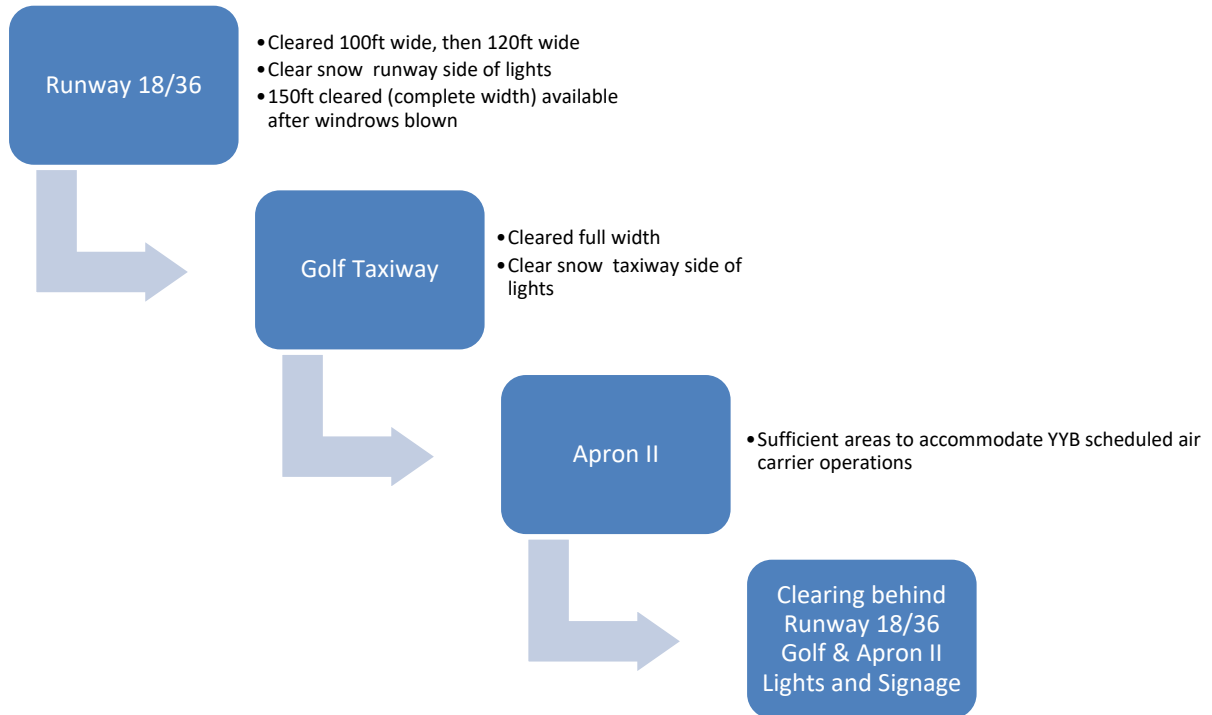 Runway 18/36
•Cleared 100ft wide, then 120ft wide
•Clear snow runway side of lights
•150ft cleared (complete width) available
after windrows blown
Golf Taxiway
•Cleared full width
•Clear snow taxiway side of
lights
Apron II
•Sufficient areas to accommodate YYB scheduled air
carrier operations
Clearing behind
Runway 18/36
Golf & Apron II
Lights and Signage